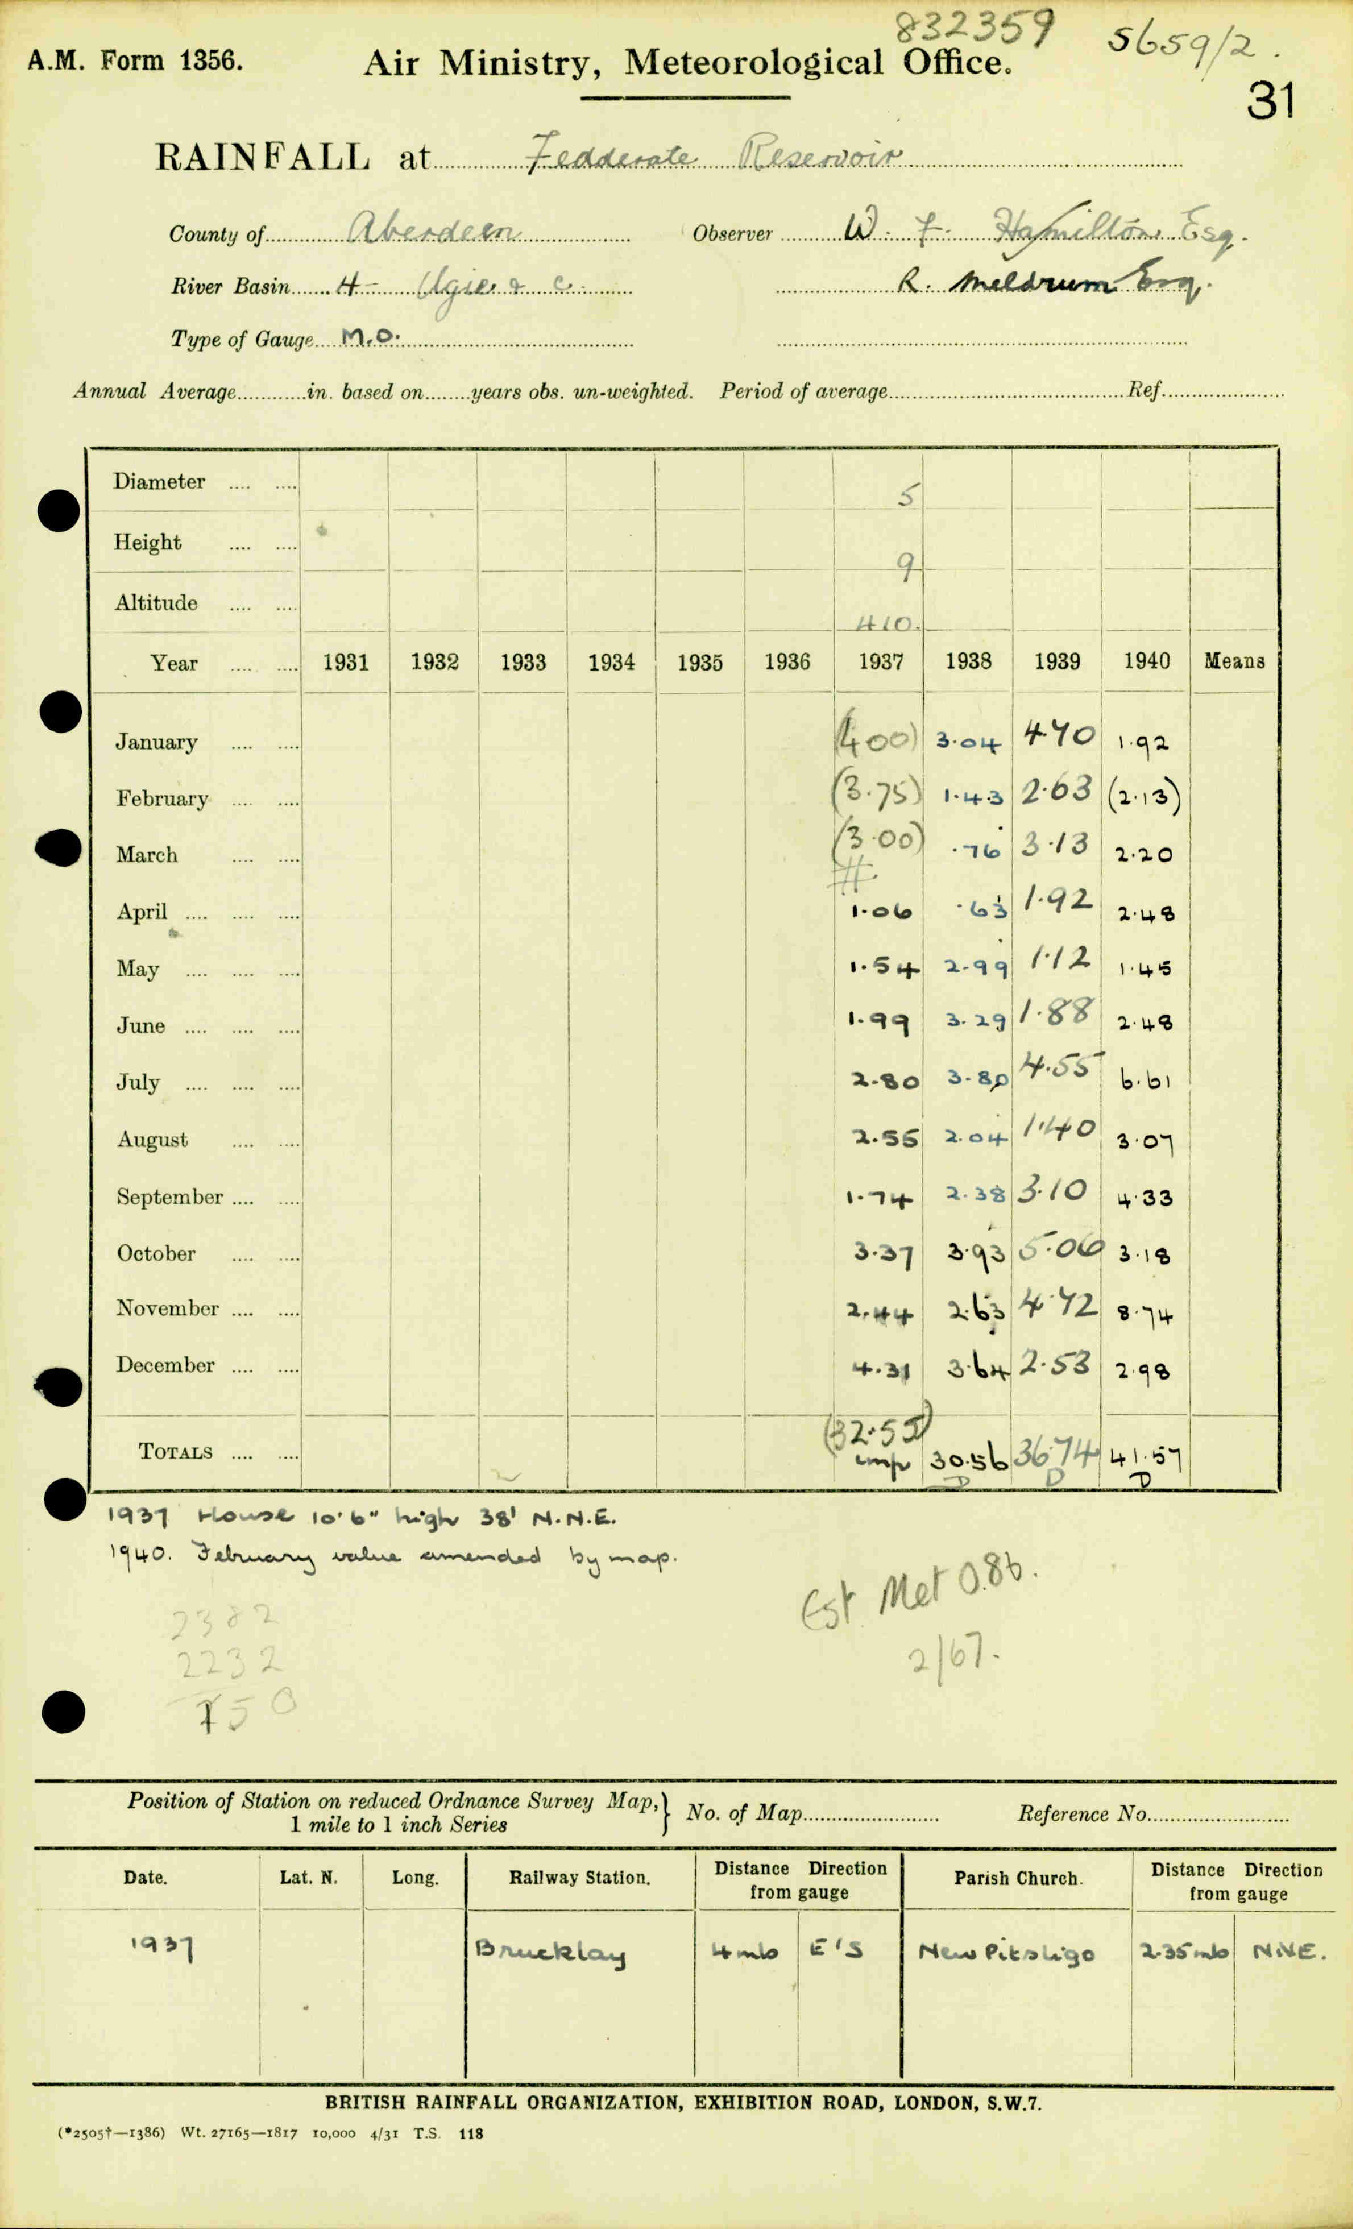 832359 5659/2.
A.M. Form 1356. Air Ministry, Meteorological Office.
31
RAINFALL at Fedderate Reservoir
County of Aberdeen Observer W. F. Hamilton Esq.
River Basin 4 - Ugie & c. R. Meldrum Esq.
Type of Gauge M.O.
Annual Average in. based on years obs. un-weighted. Period of average Ref.
Diameter 5
Height 9
Altitude 410.
Year 1931 1932 1933 1934 1935 1936 1937 1938 1939 1940 Means
January (4.00) 3.04 4.70 1.92
February (3.75) 1.43 2.63 (2.13)
March (3.00) .76 3.13 2.20
April 1.06 .63 1.92 2.48
May 1.54 2.99 1.12 1.45
June 1.99 3.29 1.88 2.48
July 2.80 3.80 4.55 6.61
August 2.55 2.04 1.40 3.07
September 1.74 2.38 3.10 4.33
October 3.37 3.93 5.06 3.18
November 2.44 2.63 4.72 8.74
December 4.31 3.64 2.53 2.98
TOTALS (32.55) 30.56 36.74 41.57
imp D D D
1937 House 10'6" high 38' N.N.E.
1940. February value amended by map.
Est Met O.8b.
2/67.
2382
2232
150
Position of Station on reduced Ordnance Survey Map,} No. of Map Reference No.
1 mile to 1 inch Series
Date. Lat. N. Long. Railway Station. Distance Direction from gauge Parish Church. Distance Direction from gauge
1937 Brucklay 4 mls E'S New Pitsligo 2.35 mls N.N.E.
BRITISH RAINFALL ORGANIZATION, EXHIBITION ROAD, LONDON, S.W.7.
(*2505†—1386) Wt. 27165—1817 10,000 4/31 T.S. 118